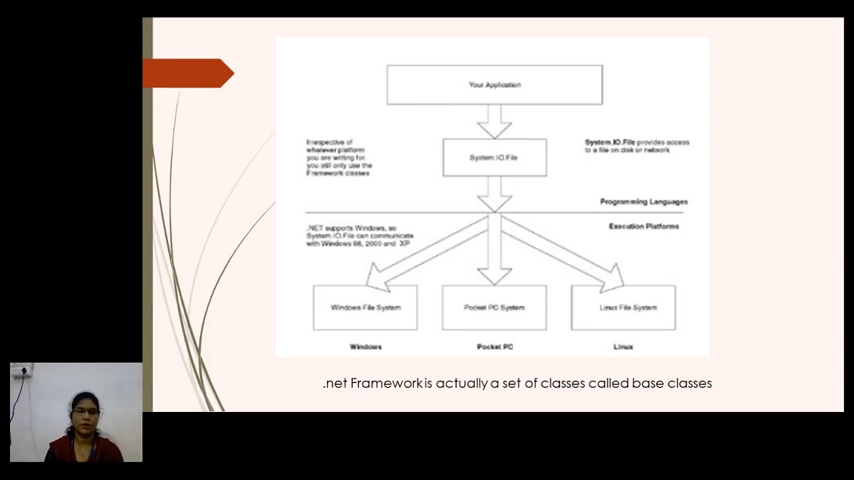 Your Application
Irrespective of
whatever platform
you are writing for,
you still only use the
Framework classes
System.IO.File
System.IO.File provides access
to a file on disk or network
Programming Languages
Execution Platforms
.NET supports Windows, so
System.IO.File can communicate
with Windows 98, 2000 and XP
Windows File System
Pocket PC System
Linux File System
Windows
Pocket PC
Linux
.net Framework is actually a set of classes called base classes